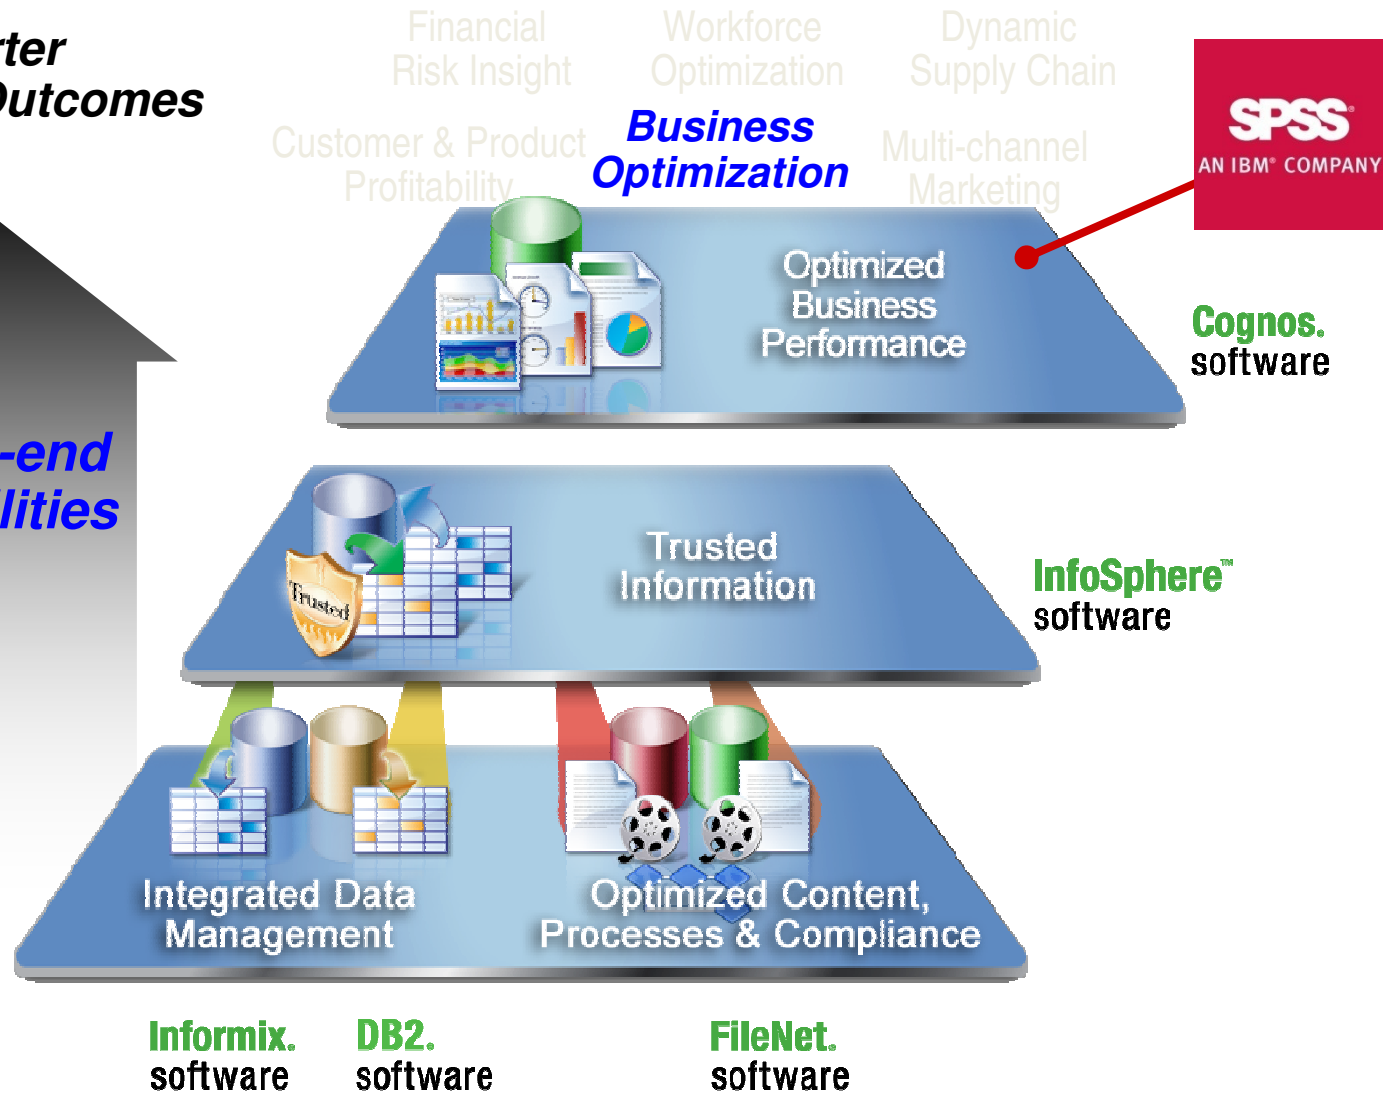 Financial
Risk Insight
Workforce
Optimization
Dynamic
Supply Chain
rter
Outcomes
Customer & Product
Profitability
Business
Optimization
Multi-channel
Marketing
SPSS
AN IBM® COMPANY
Optimized
Business
Performance
Cognos.
software
-end
ilities
Trusted
Trusted
Information
InfoSphere™
software
Integrated Data
Management
Optimized Content,
Processes & Compliance
Informix.
software
DB2.
software
FileNet.
software